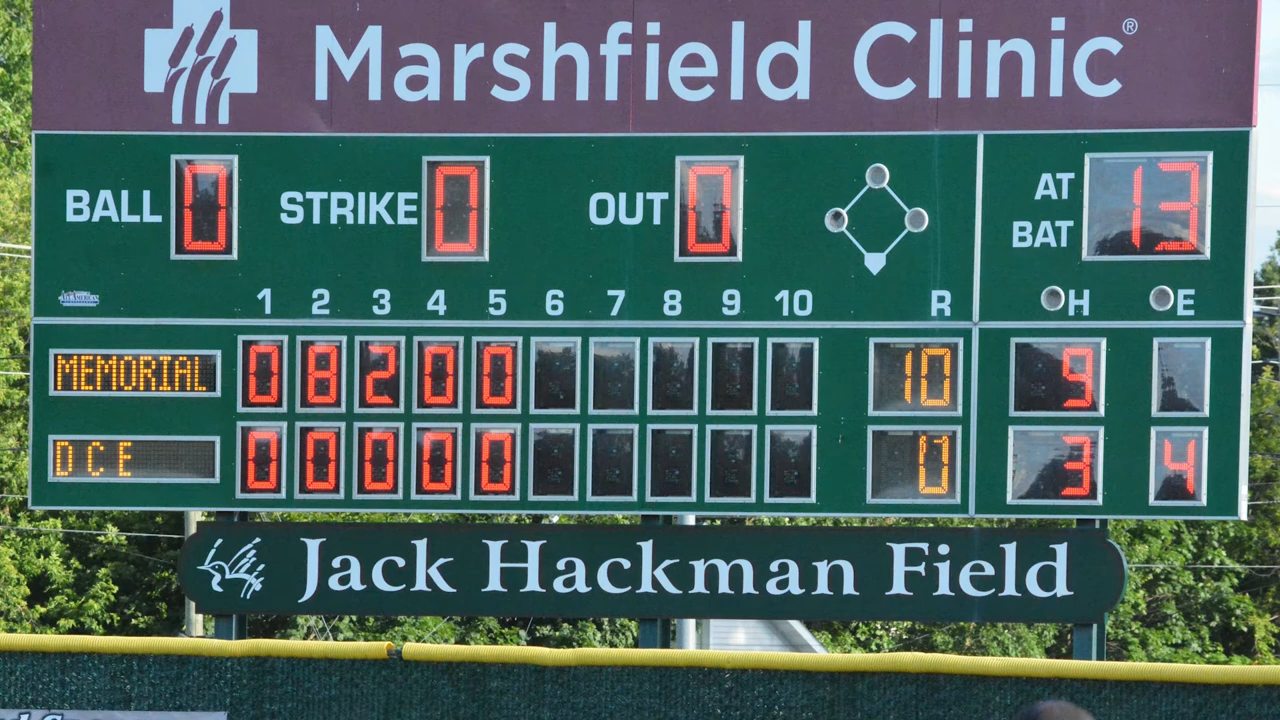 Marshfield Clinic®
BALL 0 STRIKE 0 OUT 0 AT BAT 13
1 2 3 4 5 6 7 8 9 10 R H E
MEMORIAL 0 8 2 0 0 10 9
DCE 0 0 0 0 0 0 3 4
Jack Hackman Field